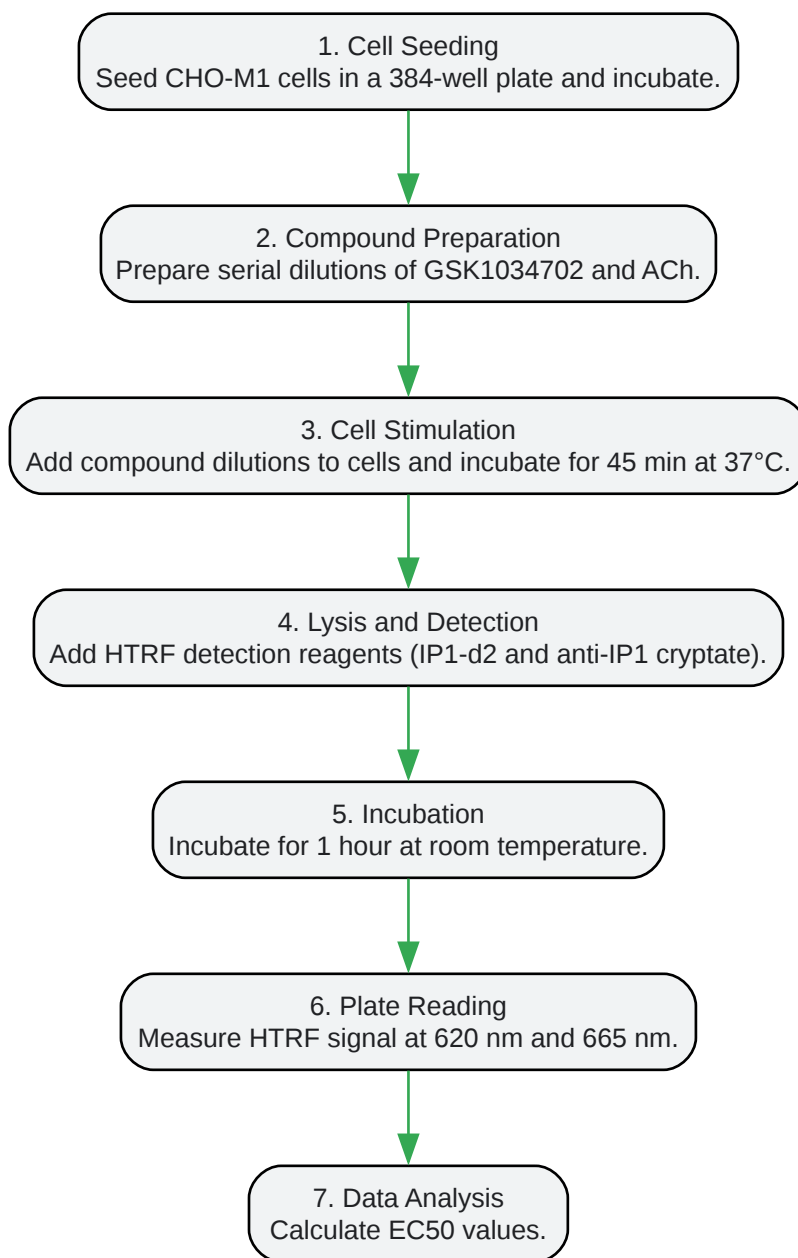 1. Cell Seeding
Seed CHO-M1 cells in a 384-well plate and incubate.
2. Compound Preparation
Prepare serial dilutions of GSK1034702 and ACh.
3. Cell Stimulation
Add compound dilutions to cells and incubate for 45 min at 37°C.
4. Lysis and Detection
Add HTRF detection reagents (IP1-d2 and anti-IP1 cryptate).
5. Incubation
Incubate for 1 hour at room temperature.
6. Plate Reading
Measure HTRF signal at 620 nm and 665 nm.
7. Data Analysis
Calculate EC50 values.